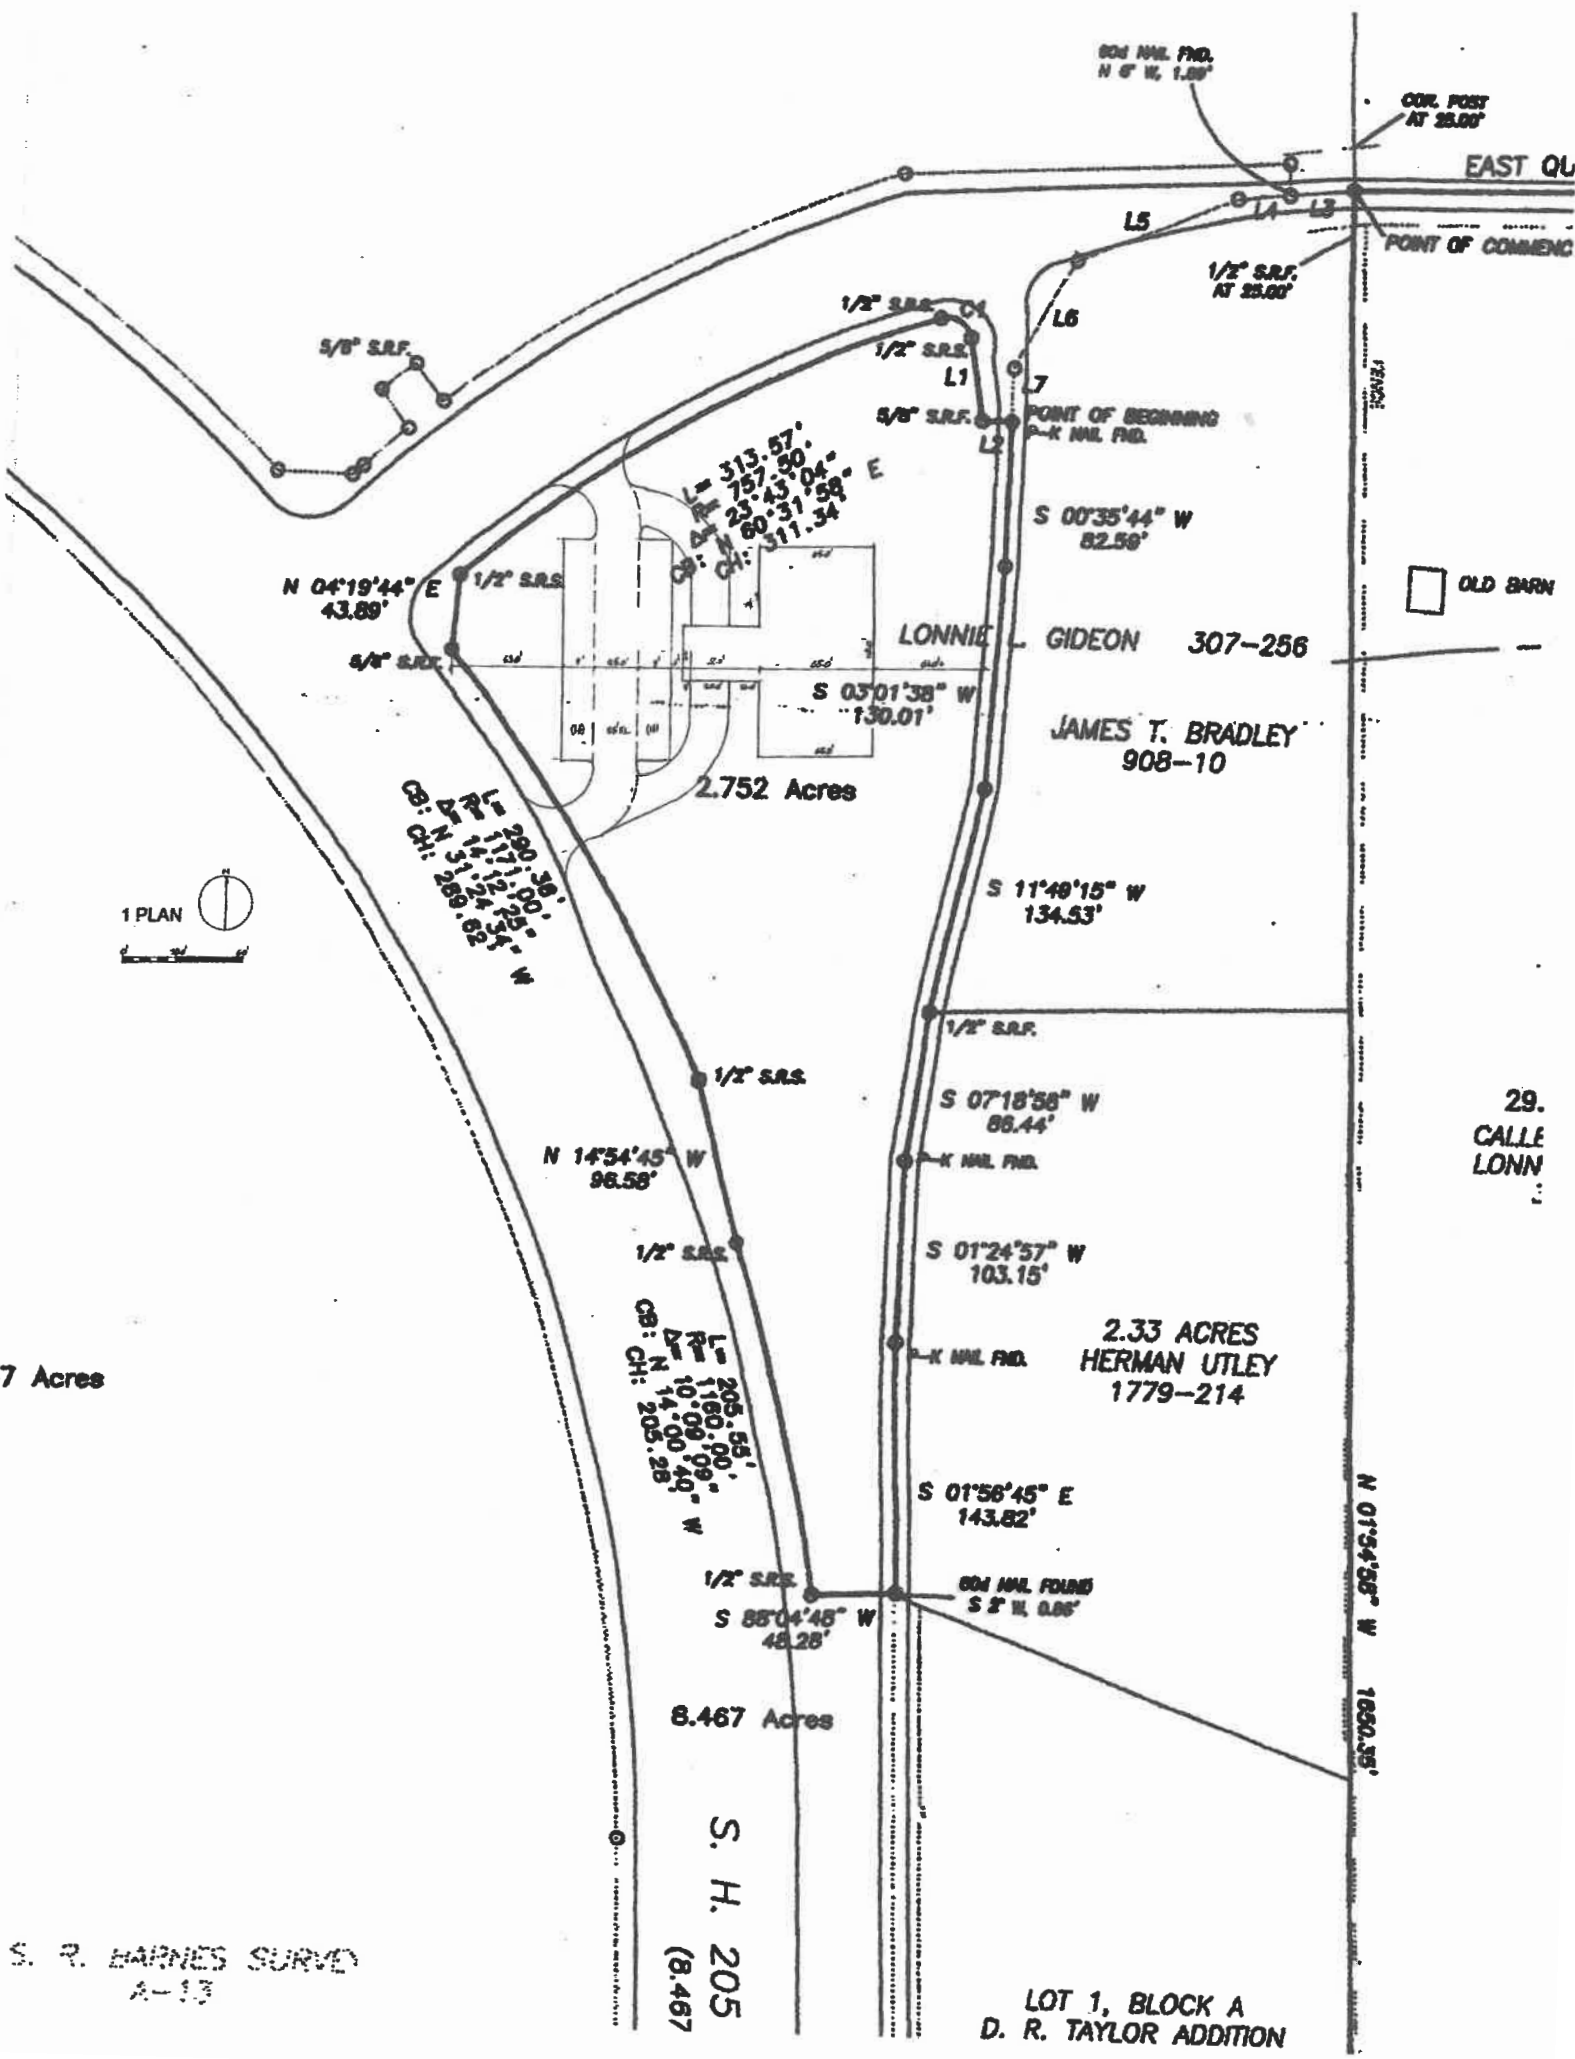 60d NAIL FND.
N 6° W, 1.89'
COR. POST
AT 25.00'
EAST QU
L5
L4
L3
POINT OF COMMENC
1/2" S.R.F.
AT 25.00'
1/2" S.R.S.
C1
L6
5/8" S.R.F.
1/2" S.R.S.
L1
L7
FENCE
5/8" S.R.F.
POINT OF BEGINNING
P-K NAIL FND.
L2
L= 313.57'
R= 757.50'
Δ= 23°43'04"
CB: N 60°31'58" E
CH: 311.34'
S 00°35'44" W
82.59'
N 04°19'44" E
43.89'
1/2" S.R.S.
OLD BARN
LONNIE L. GIDEON 307-256
5/8" S.R.F.
S 03°01'38" W
130.01'
JAMES T. BRADLEY
908-10
2.752 Acres
L= 290.38'
R= 1171.00'
Δ= 14°12'25"
CB: N 31°24'34" W
CH: 289.62'
1 PLAN
N
S 11°49'15" W
134.53'
1/2" S.R.F.
1/2" S.R.S.
S 07°18'58" W
86.44'
29.
CALLE
LONN
N 14°54'45" W
96.58'
P-K NAIL FND.
1/2" S.R.S.
S 01°24'57" W
103.15'
L= 205.55'
R= 1160.00'
Δ= 10°09'09"
CB: N 14°00'40" W
CH: 205.28'
P-K NAIL FND.
2.33 ACRES
HERMAN UTLEY
1779-214
7 Acres
S 01°56'45" E
143.82'
N 01°54'58" W 1650.35'
1/2" S.R.S.
60d NAIL FOUND
S 2° W, 0.86'
S 88°04'48" W
48.28'
8.467 Acres
S. H. 205
(8.467
S. R. BARNES SURVEY
A-13
LOT 1, BLOCK A
D. R. TAYLOR ADDITION